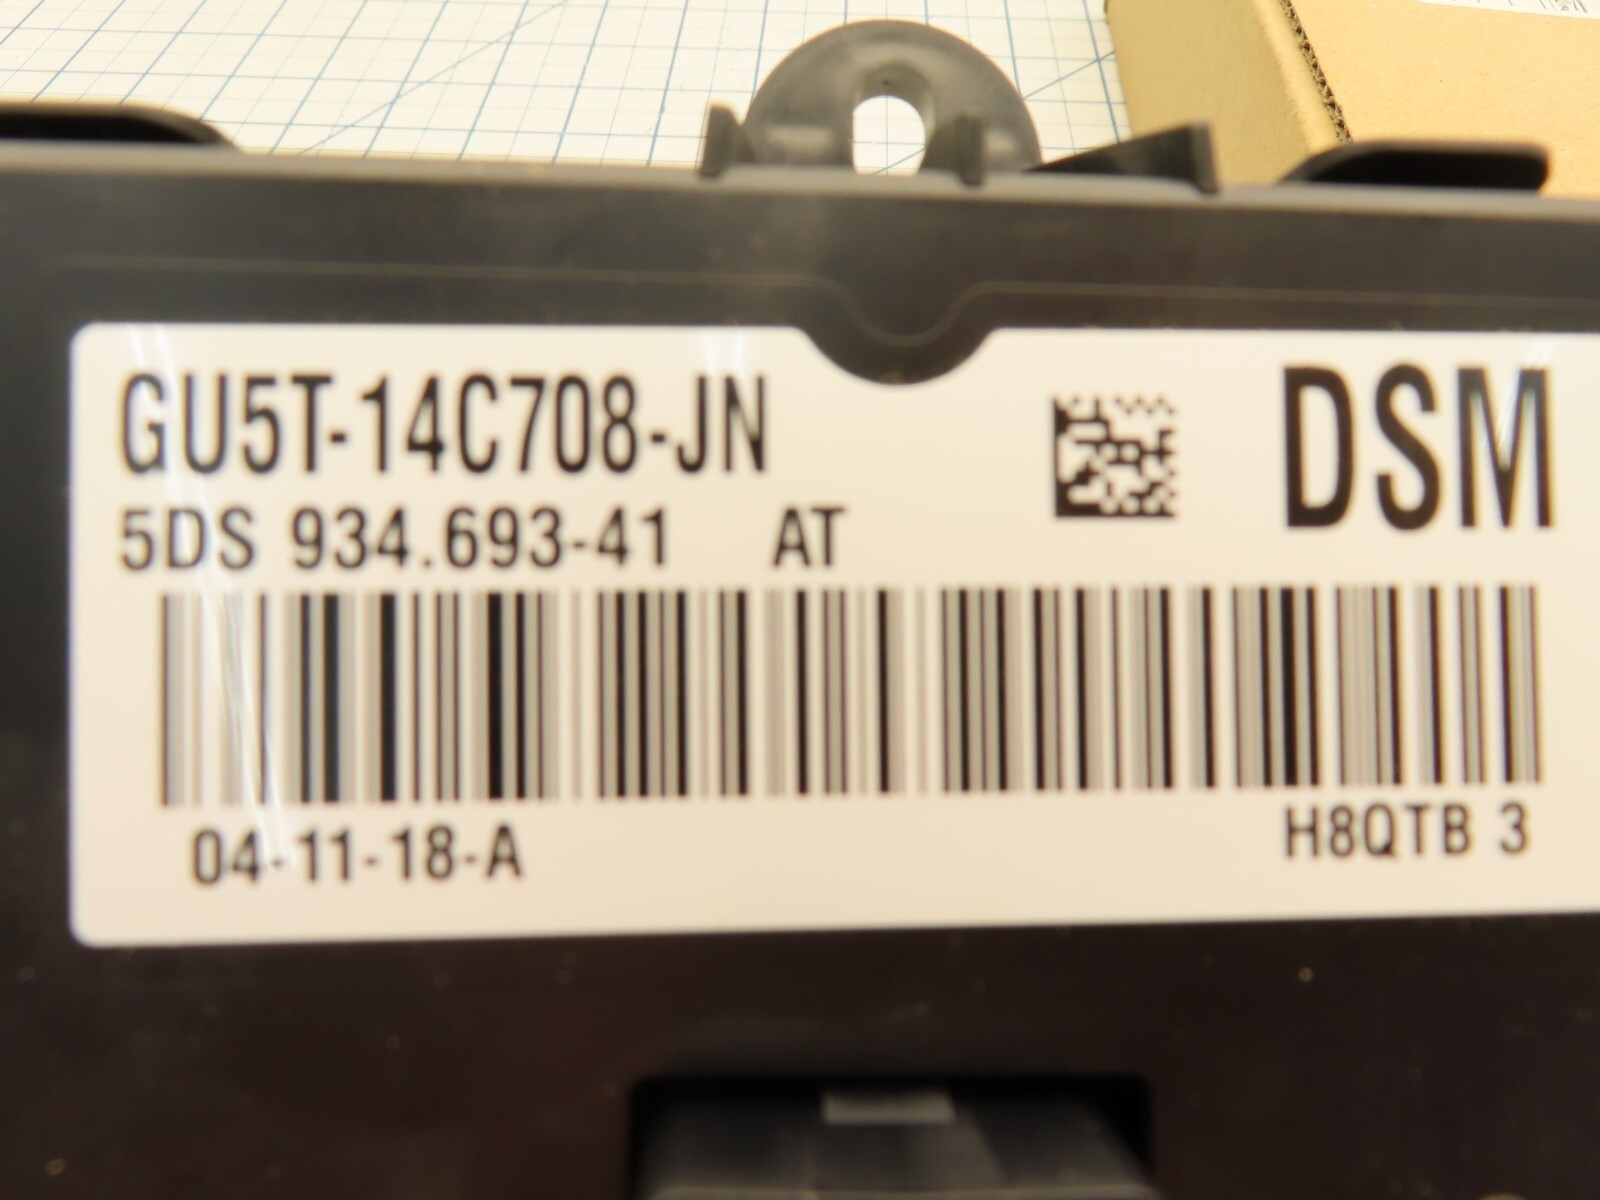 GU5T-14C708-JN
DSM
5DS 934.693-41 AT
04-11-18-A
H8QTB 3